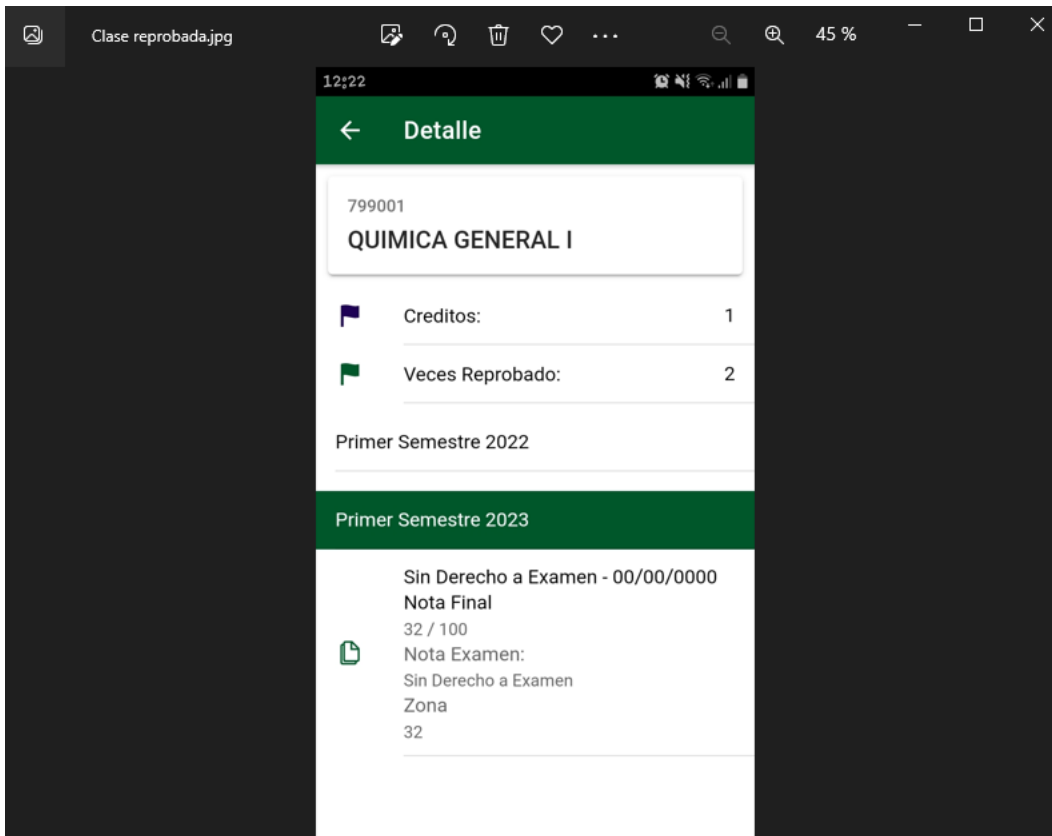 Clase reprobada.jpg
45 %
12:22
Detalle
799001
QUIMICA GENERAL I
Creditos: 1
Veces Reprobado: 2
Primer Semestre 2022
Primer Semestre 2023
Sin Derecho a Examen - 00/00/0000
Nota Final
32 / 100
Nota Examen:
Sin Derecho a Examen
Zona
32